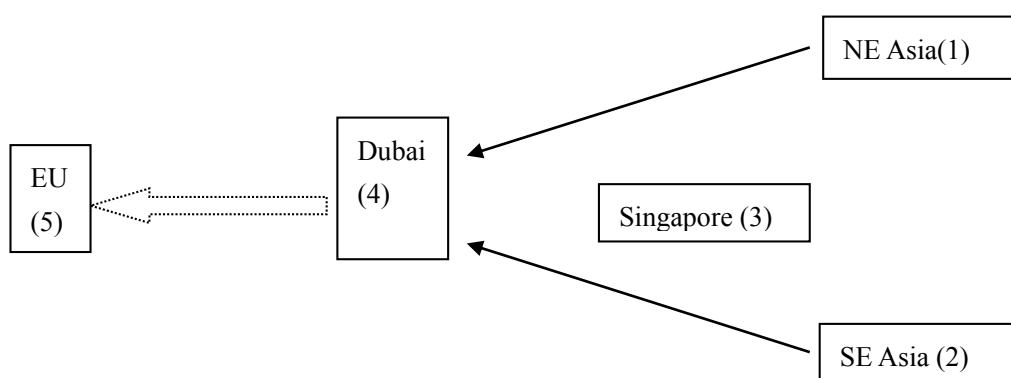 NE Asia(1)
Dubai
(4)
EU
(5)
Singapore (3)
SE Asia (2)